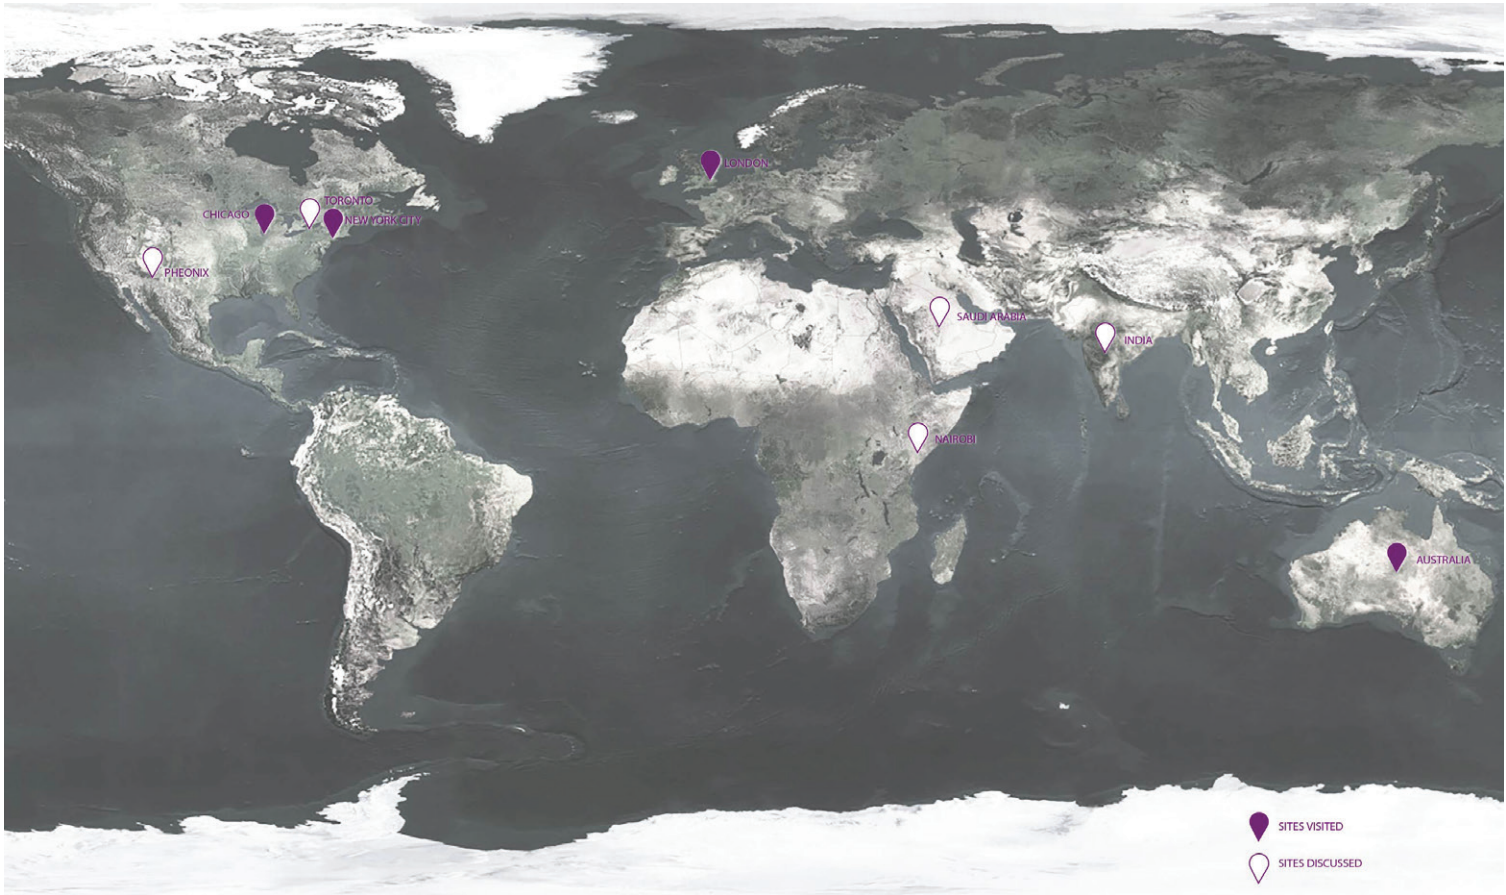 LONDON
TORONTO
CHICAGO
NEW YORK CITY
PHEONIX
SAUDI ARABIA
INDIA
NAIROBI
AUSTRALIA
SITES VISITED
SITES DISCUSSED